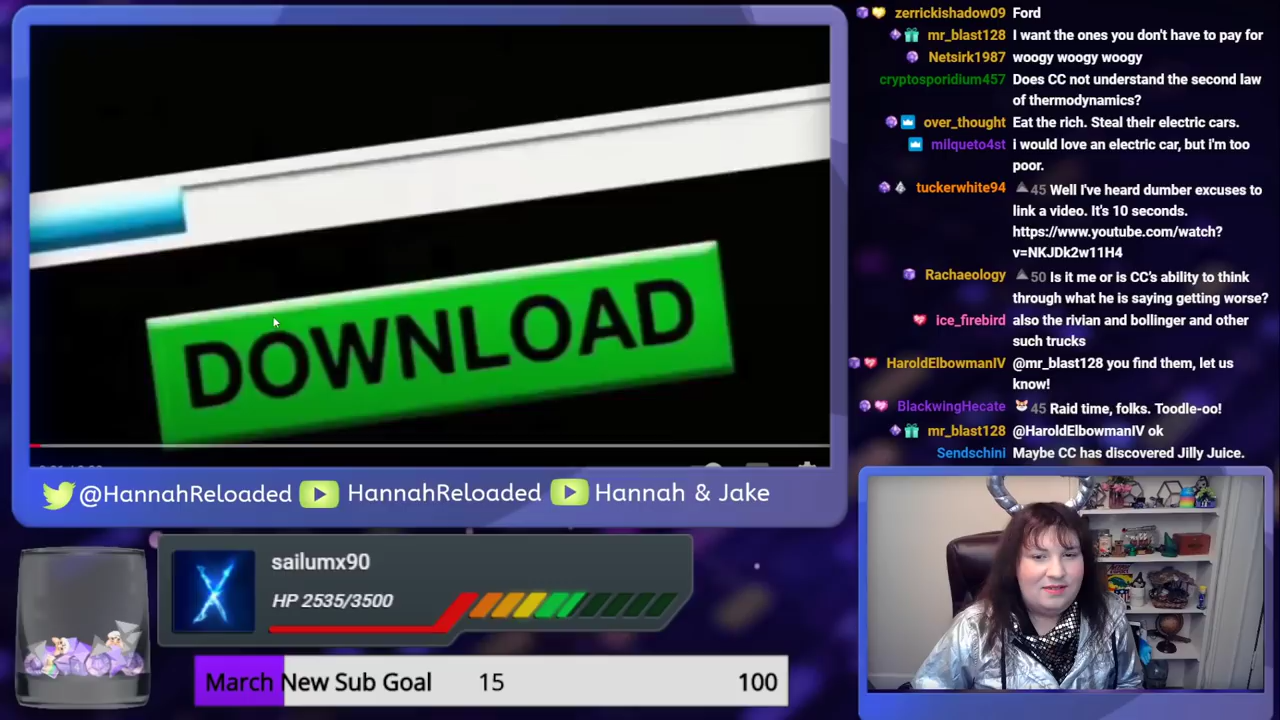 DOWNLOAD
@HannahReloaded HannahReloaded Hannah & Jake
sailumx90
HP 2535/3500
March New Sub Goal 15 100
zerrickishadow09 Ford
mr_blast128 I want the ones you don't have to pay for
Netsirk1987 woogy woogy woogy
cryptosporidium457 Does CC not understand the second law
of thermodynamics?
over_thought Eat the rich. Steal their electric cars.
milqueto4st i would love an electric car, but I'm too
poor.
tuckerwhite94 45 Well I've heard dumber excuses to
link a video. It's 10 seconds.
https://www.youtube.com/watch?
v=NKJDk2w11H4
Rachaeology 50 Is it me or is CC's ability to think
through what he is saying getting worse?
ice_firebird also the rivian and bollinger and other
such trucks
HaroldElbowmanIV @mr_blast128 you find them, let us
know!
BlackwingHecate 45 Raid time, folks. Toodle-oo!
mr_blast128 @HaroldElbowmanIV ok
Sendschini Maybe CC has discovered Jilly Juice.